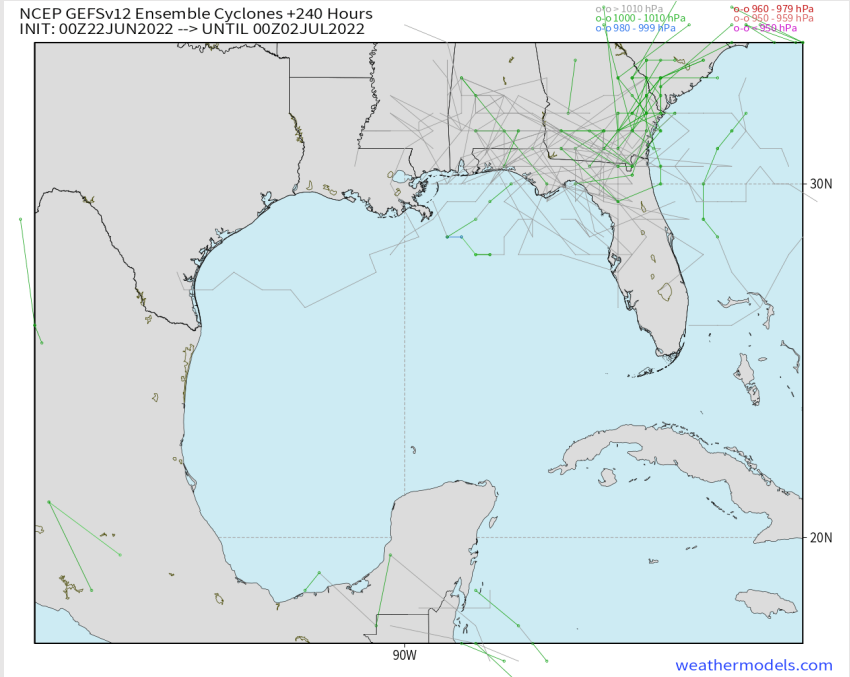 NCEP GEFSv12 Ensemble Cyclones +240 Hours
INIT: 00Z22JUN2022 --> UNTIL 00Z02JUL2022
o-o > 1010 hPa
o-o 1000 - 1010 hPa
o-o 980 - 999 hPa
o-o 960 - 979 hPa
o-o 950 - 959 hPa
o-o < 950 hPa
30N
20N
90W
weathermodels.com